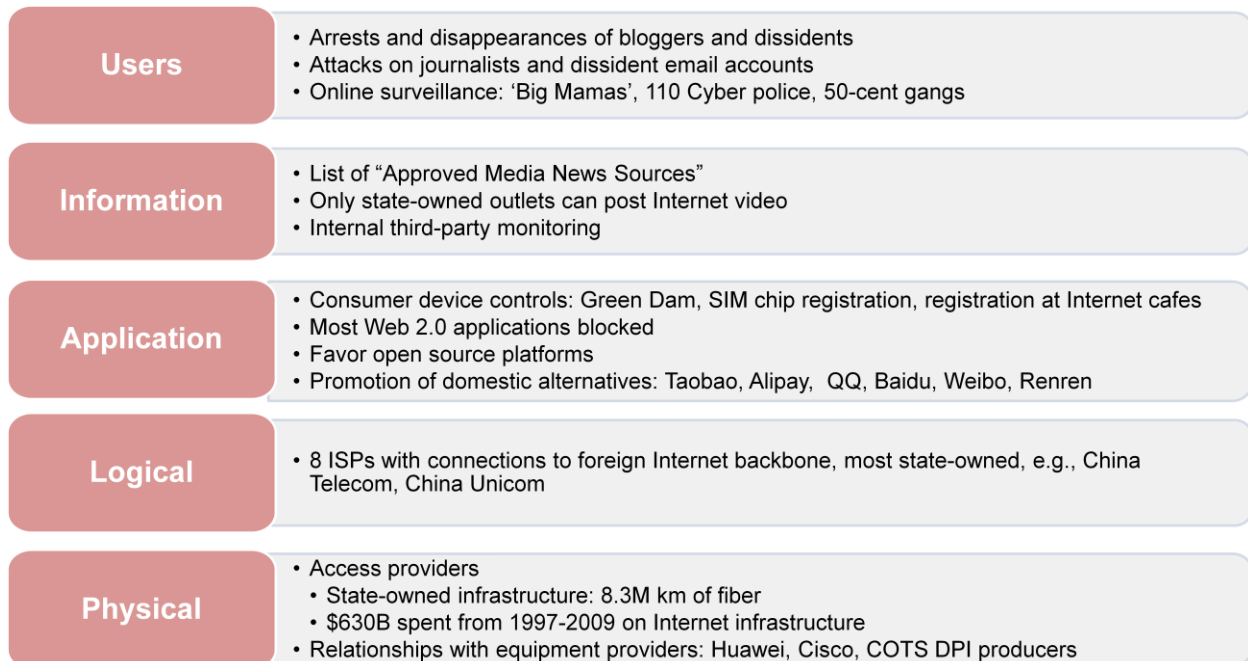 Users
• Arrests and disappearances of bloggers and dissidents
• Attacks on journalists and dissident email accounts
• Online surveillance: ‘Big Mamas’, 110 Cyber police, 50-cent gangs
Information
• List of “Approved Media News Sources”
• Only state-owned outlets can post Internet video
• Internal third-party monitoring
Application
• Consumer device controls: Green Dam, SIM chip registration, registration at Internet cafes
• Most Web 2.0 applications blocked
• Favor open source platforms
• Promotion of domestic alternatives: Taobao, Alipay, QQ, Baidu, Weibo, Renren
Logical
• 8 ISPs with connections to foreign Internet backbone, most state-owned, e.g., China
Telecom, China Unicom
Physical
• Access providers
• State-owned infrastructure: 8.3M km of fiber
• $630B spent from 1997-2009 on Internet infrastructure
• Relationships with equipment providers: Huawei, Cisco, COTS DPI producers